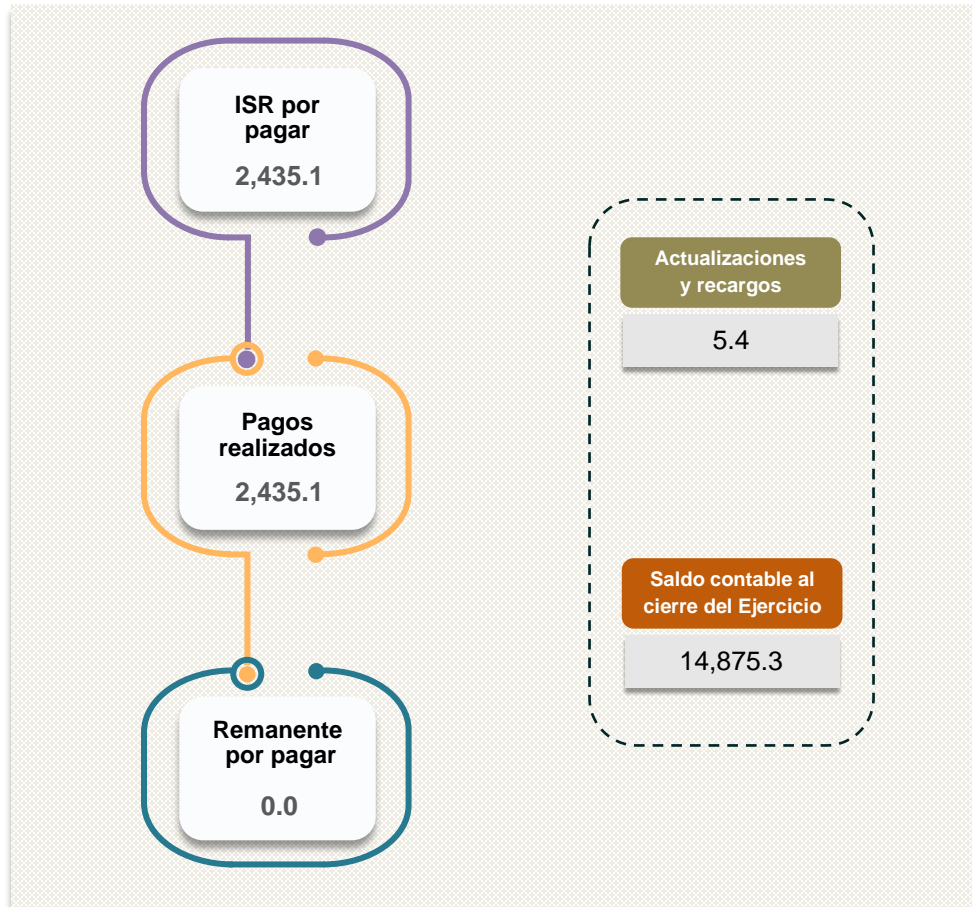 ISR por
pagar
2,435.1
Pagos
realizados
2,435.1
Remanente
por pagar
0.0
Actualizaciones
y recargos
5.4
Saldo contable al
cierre del Ejercicio
14,875.3